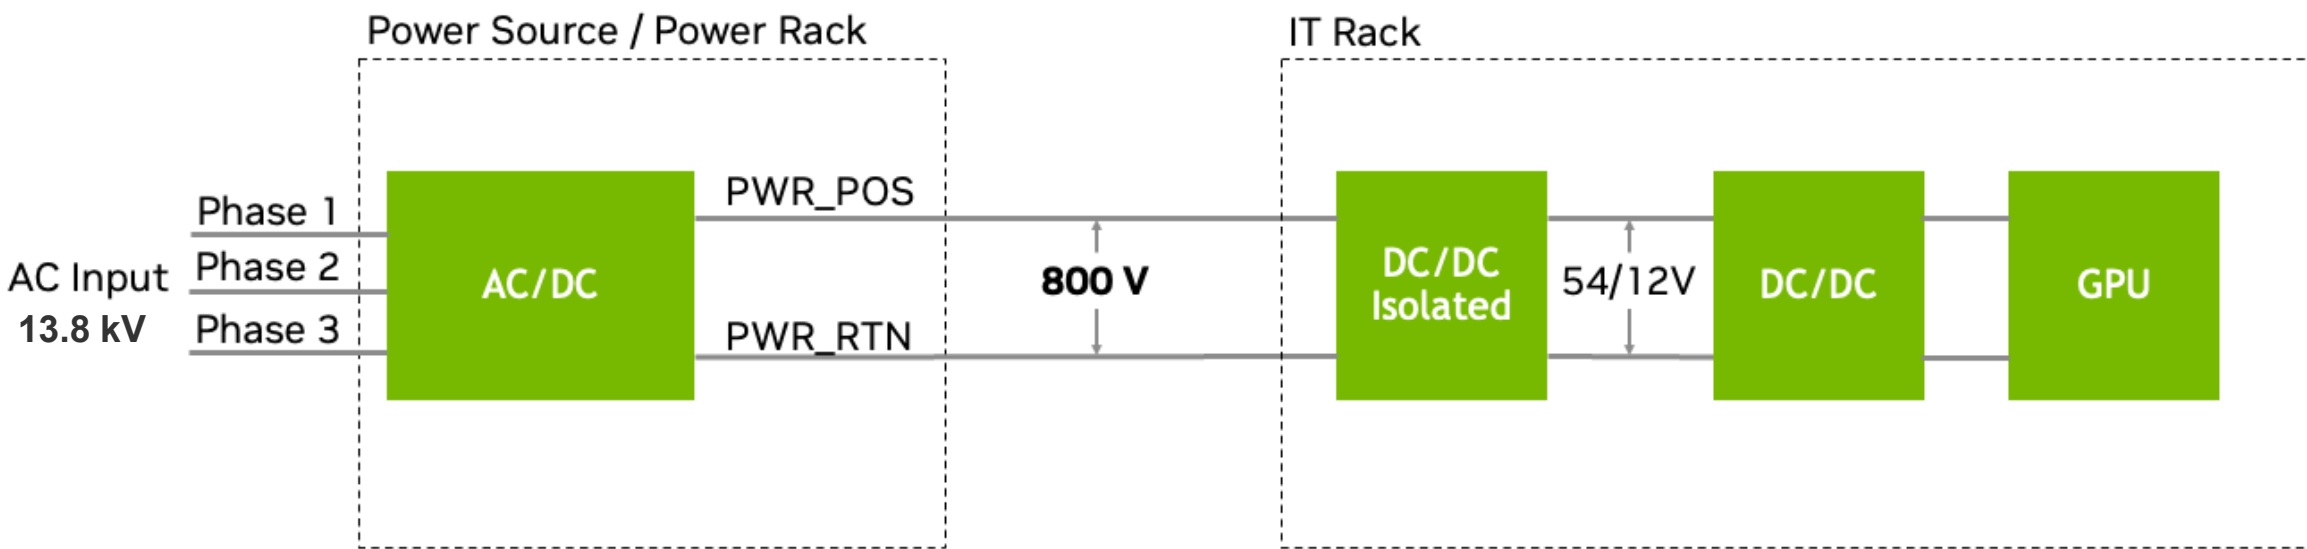 Power Source / Power Rack
IT Rack
AC Input
13.8 kV
Phase 1
Phase 2
Phase 3
AC/DC
PWR_POS
PWR_RTN
800 V
DC/DC
Isolated
54/12V
DC/DC
GPU